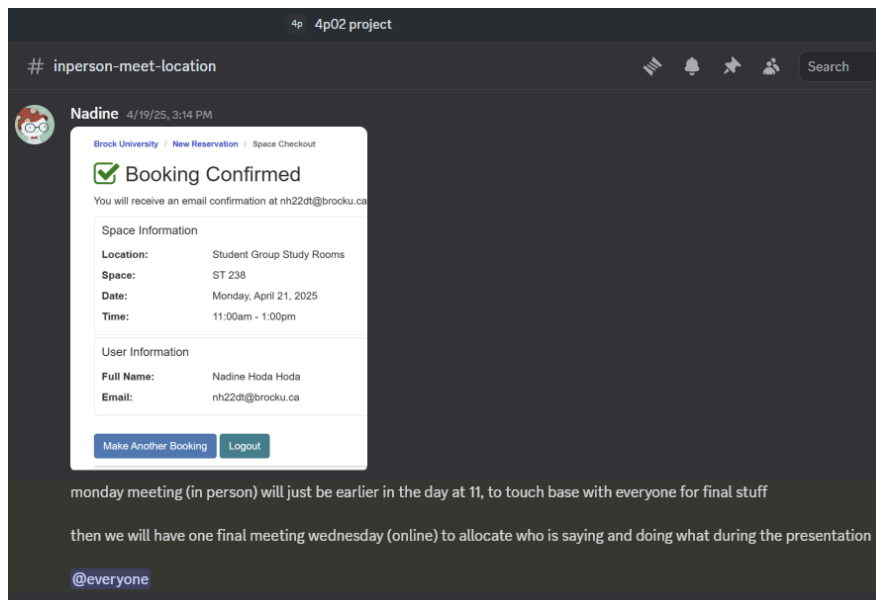 4p 4p02 project
# inperson-meet-location Search
Nadine 4/19/25, 3:14 PM
Brock University / New Reservation / Space Checkout
Booking Confirmed
You will receive an email confirmation at nh22dt@brocku.ca
Space Information
Location: Student Group Study Rooms
Space: ST 238
Date: Monday, April 21, 2025
Time: 11:00am - 1:00pm
User Information
Full Name: Nadine Hoda Hoda
Email: nh22dt@brocku.ca
Make Another Booking Logout
monday meeting (in person) will just be earlier in the day at 11, to touch base with everyone for final stuff
then we will have one final meeting wednesday (online) to allocate who is saying and doing what during the presentation
@everyone